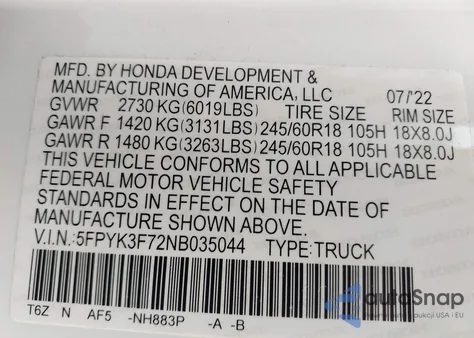 MFD. BY HONDA DEVELOPMENT &
MANUFACTURING OF AMERICA, LLC 07/'22
GVWR 2730 KG(6019LBS) TIRE SIZE RIM SIZE
GAWR F 1420 KG(3131LBS) 245/60R18 105H 18X8.0J
GAWR R 1480 KG(3263LBS) 245/60R18 105H 18X8.0J
THIS VEHICLE CONFORMS TO ALL APPLICABLE
FEDERAL MOTOR VEHICLE SAFETY
STANDARDS IN EFFECT ON THE DATE OF
MANUFACTURE SHOWN ABOVE.
V.I.N.:5FPYK3F72NB035044 TYPE:TRUCK
T6Z N AF5 -NH883P -A -B
autoSnap
USA - EU